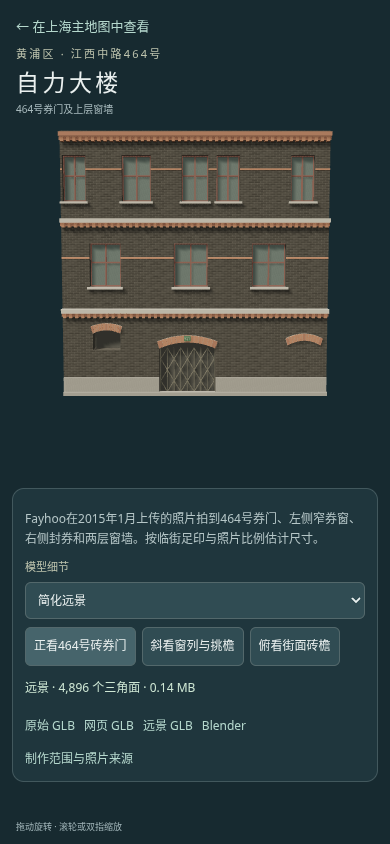 ← 在上海主地图中查看
黄浦区 · 江西中路464号
自力大楼
464号券门及上层窗墙
Fayhoo在2015年1月上传的照片拍到464号券门、左侧窄券窗、
右侧封券和两层窗墙。按临街足印与照片比例估计尺寸。
模型细节
简化远景
正看464号砖券门 斜看窗列与挑檐 俯看街面砖檐
远景 · 4,896 个三角面 · 0.14 MB
原始 GLB 网页 GLB 远景 GLB Blender
制作范围与照片来源
拖动旋转 · 滚轮或双指缩放